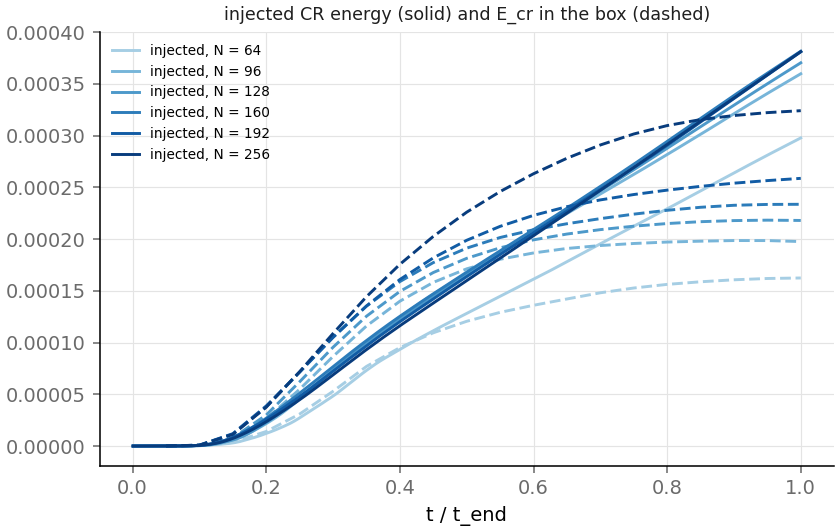 injected CR energy (solid) and E_cr in the box (dashed)
0.00040
0.00035
0.00030
0.00025
0.00020
0.00015
0.00010
0.00005
0.00000
injected, N = 64
injected, N = 96
injected, N = 128
injected, N = 160
injected, N = 192
injected, N = 256
0.0 0.2 0.4 0.6 0.8 1.0
t / t_end